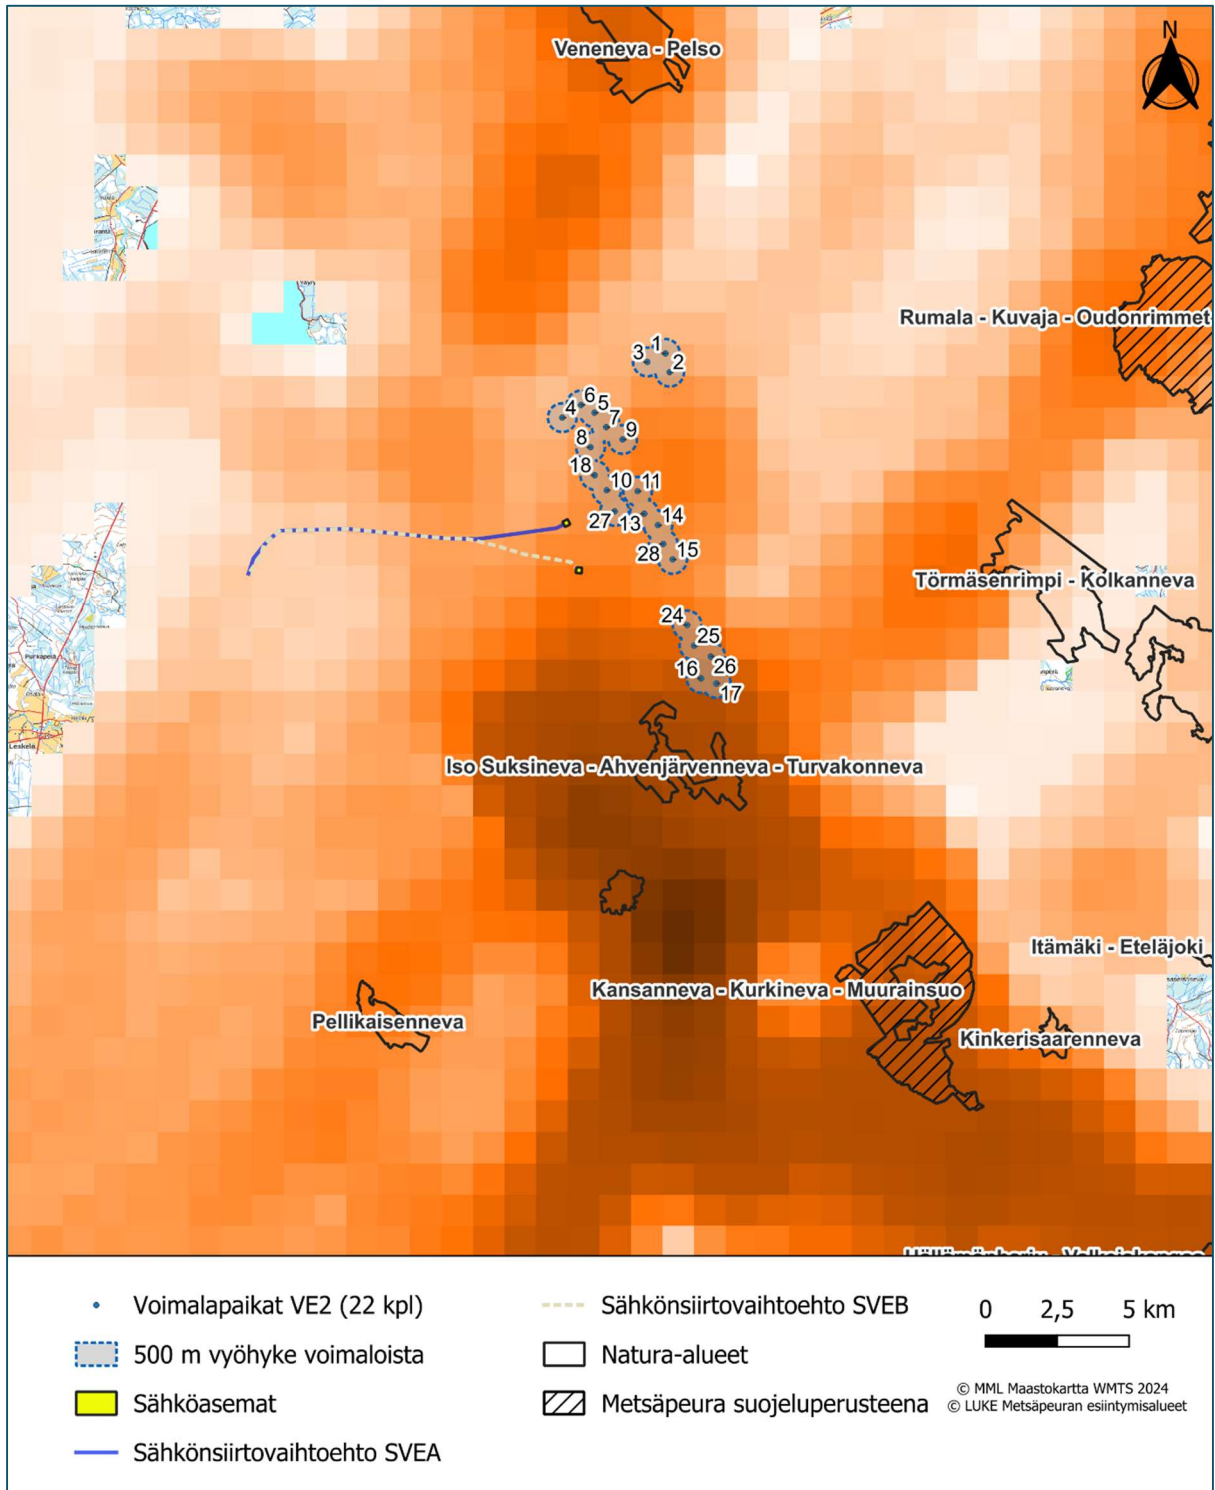 Veneneva - Pelso
N
Rumala - Kuvaja - Oudonrimmet
1
3
2
6
4
5
7
8
9
18
10
11
27
13
14
28
15
Törmäsenrimpi - Kolkanneva
24
25
16
26
17
Leskelä
Iso Suksineva - Ahvenjärvenneva - Turvakonneva
Itämäki - Eteläjoki
Kansanneva - Kurkineva - Muurainsuo
Pellikaisenneva
Kinkerisaarenneva
Voimalapaikat VE2 (22 kpl)
500 m vyöhyke voimaloista
Sähköasemat
Sähkönsiirtovaihtoehto SVEA
Sähkönsiirtovaihtoehto SVEB
Natura-alueet
Metsäpeura suojeluperusteena
0 2,5 5 km
© MML Maastokartta WMTS 2024
© LUKE Metsäpeuran esiintymisalueet